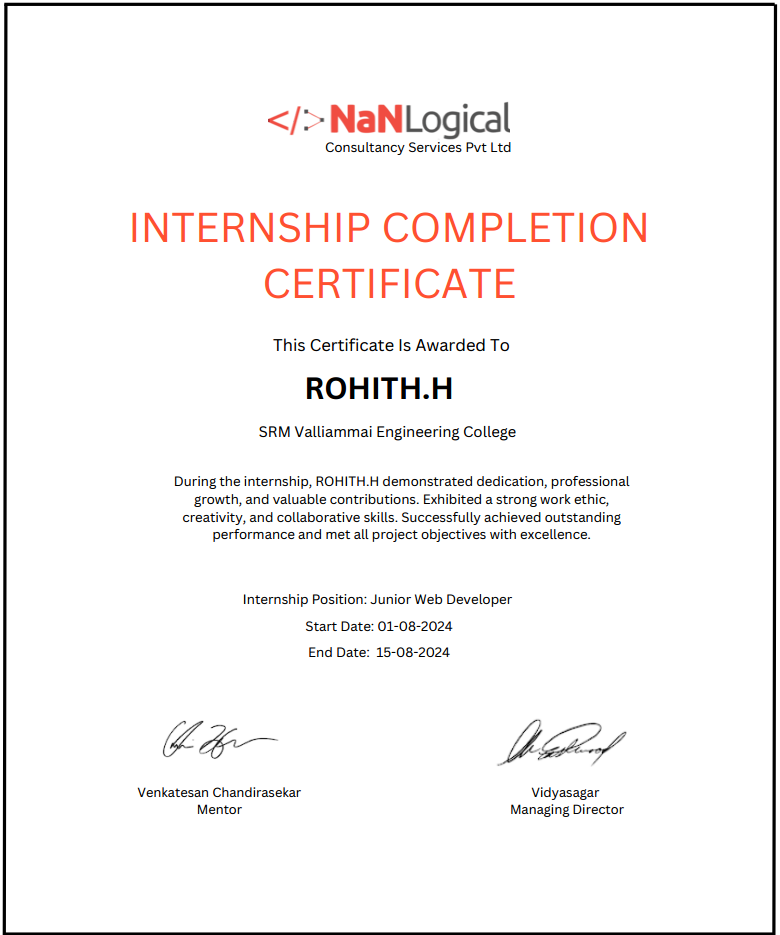 </> NaNLogical
Consultancy Services Pvt Ltd
INTERNSHIP COMPLETION
CERTIFICATE
This Certificate Is Awarded To
ROHITH.H
SRM Valliammai Engineering College
During the internship, ROHITH.H demonstrated dedication, professional
growth, and valuable contributions. Exhibited a strong work ethic,
creativity, and collaborative skills. Successfully achieved outstanding
performance and met all project objectives with excellence.
Internship Position: Junior Web Developer
Start Date: 01-08-2024
End Date: 15-08-2024
Venkatesan Chandirasekar
Mentor
Vidyasagar
Managing Director